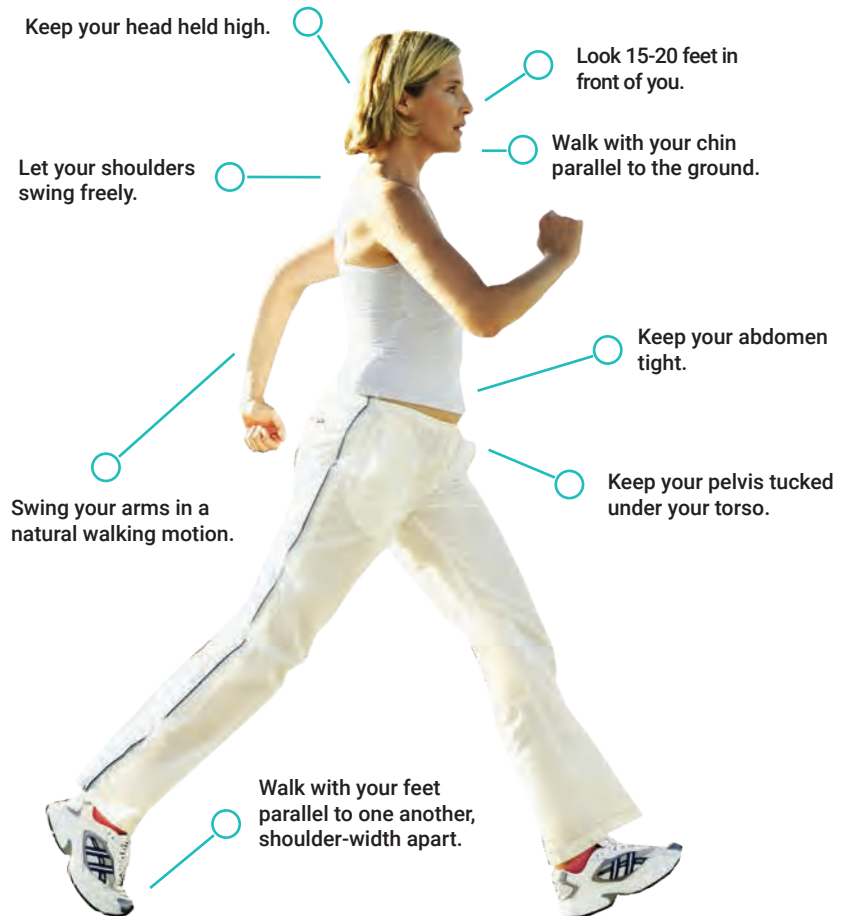 Keep your head held high.
Look 15-20 feet in
front of you.
Walk with your chin
parallel to the ground.
Let your shoulders
swing freely.
Keep your abdomen
tight.
Keep your pelvis tucked
under your torso.
Swing your arms in a
natural walking motion.
Walk with your feet
parallel to one another,
shoulder-width apart.